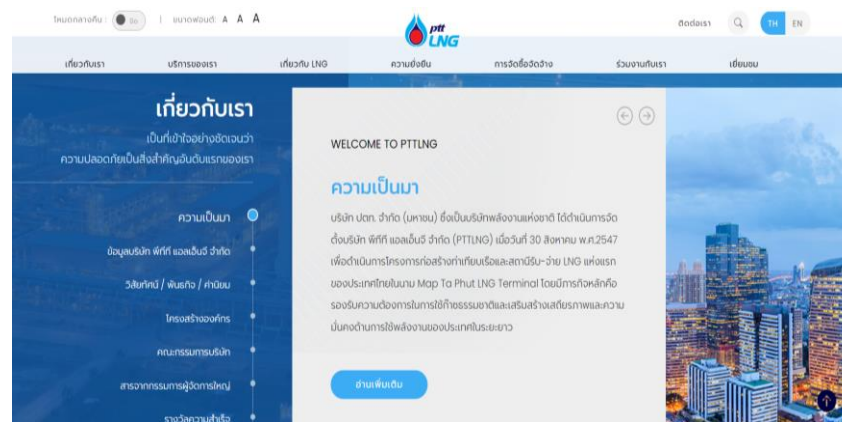 โหมดกลางคืน :
ขนาดฟอนต์: A A A
ptt
LNG
ติดต่อเรา
TH EN
เกี่ยวกับเรา
บริการของเรา
เกี่ยวกับ LNG
ความยั่งยืน
การจัดซื้อจัดจ้าง
ร่วมงานกับเรา
เยี่ยมชม
เกี่ยวกับเรา
เป็นที่เข้าใจอย่างชัดเจนว่า
ความปลอดภัยเป็นสิ่งสำคัญอันดับแรกของเรา
ความเป็นมา
ข้อมูลบริษัท พีทีที แอลเอ็นจี จำกัด
วิสัยทัศน์ / พันธกิจ / ค่านิยม
โครงสร้างองค์กร
คณะกรรมการบริษัท
สารจากกรรมการผู้จัดการใหญ่
รางวัลความสำเร็จ
WELCOME TO PTTLNG
ความเป็นมา
บริษัท ปตท. จำกัด (มหาชน) ซึ่งเป็นบริษัทพลังงานแห่งชาติ ได้ดำเนินการจัด
ตั้งบริษัท พีทีที แอลเอ็นจี จำกัด (PTTLNG) เมื่อวันที่ 30 สิงหาคม พ.ศ.2547
เพื่อดำเนินการโครงการก่อสร้างท่าเทียบเรือและสถานีรับ-จ่าย LNG แห่งแรก
ของประเทศไทยในนาม Map Ta Phut LNG Terminal โดยมีภารกิจหลักคือ
รองรับความต้องการในการใช้ก๊าซธรรมชาติและเสริมสร้างเสถียรภาพและความ
มั่นคงด้านการใช้พลังงานของประเทศในระยะยาว
อ่านเพิ่มเติม